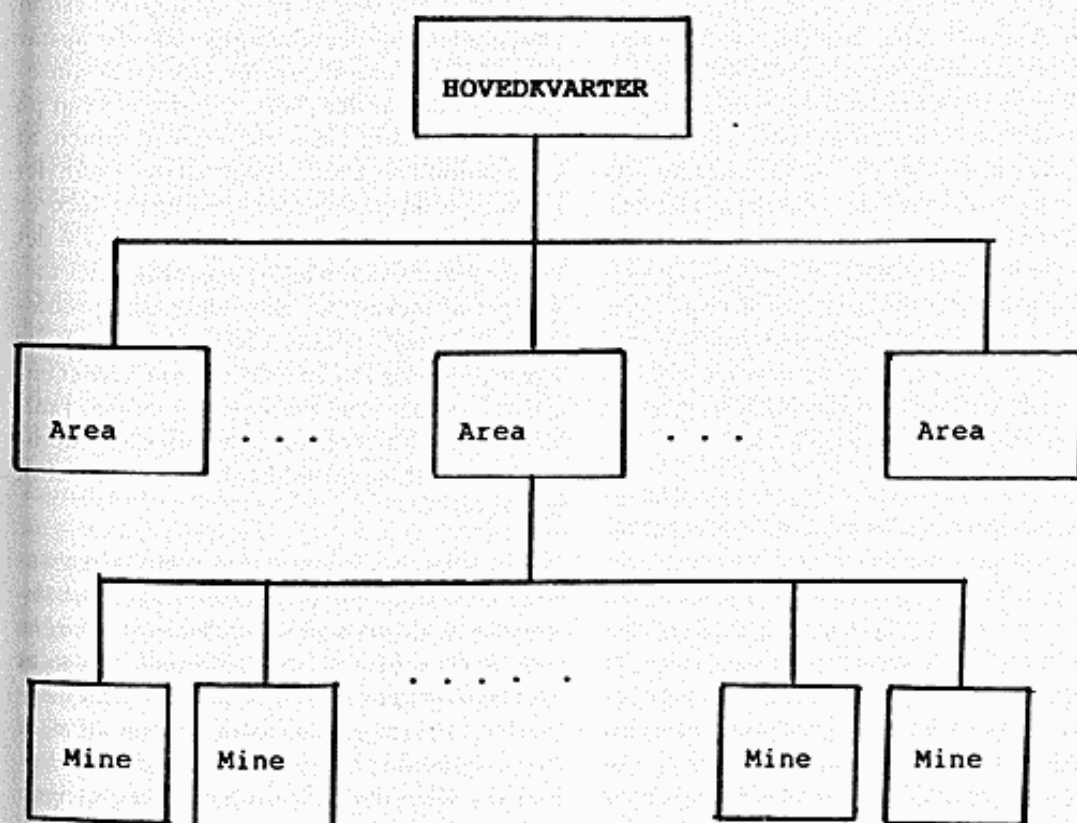 HOVEDKVARTER
Area . . . Area . . . Area
. . . . .
Mine Mine Mine Mine